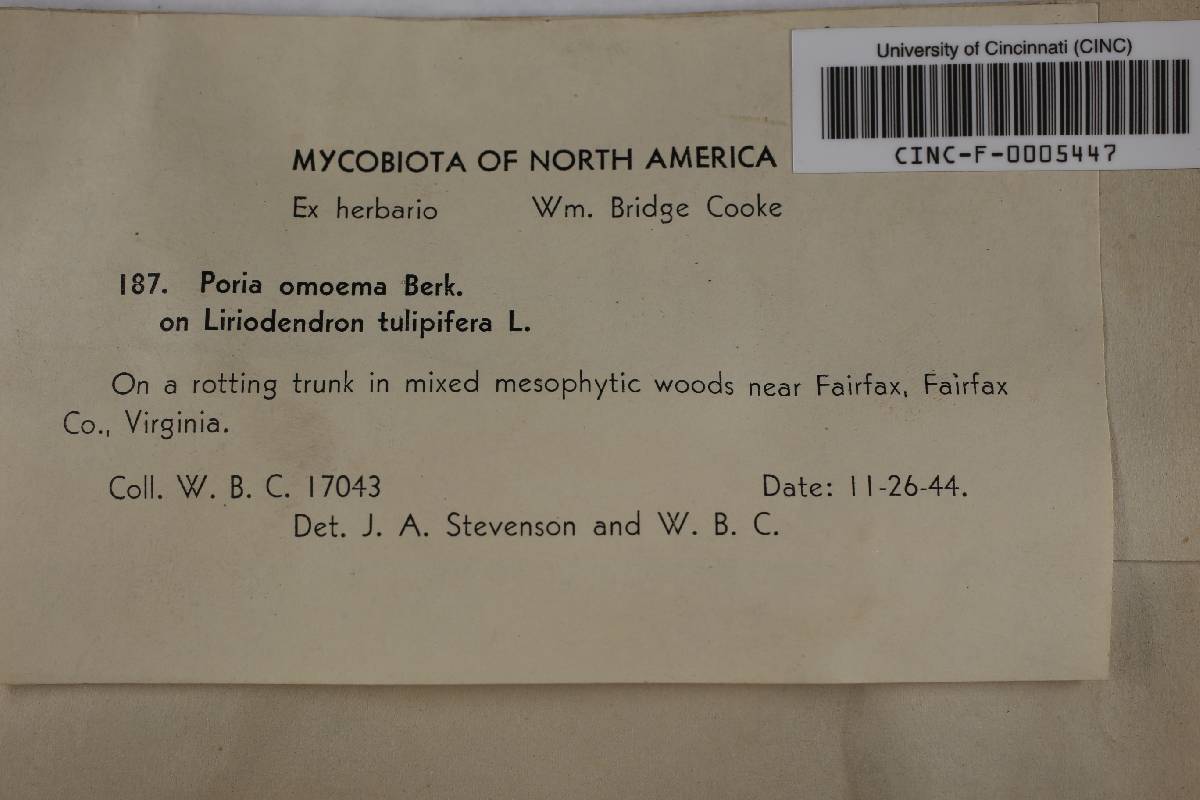 University of Cincinnati (CINC)
CINC-F-0005447
MYCOBIOTA OF NORTH AMERICA
Ex herbario Wm. Bridge Cooke
187. Poria omoema Berk.
on Liriodendron tulipifera L.
On a rotting trunk in mixed mesophytic woods near Fairfax, Fairfax
Co., Virginia.
Coll. W. B. C. 17043 Date: 11-26-44.
Det. J. A. Stevenson and W. B. C.